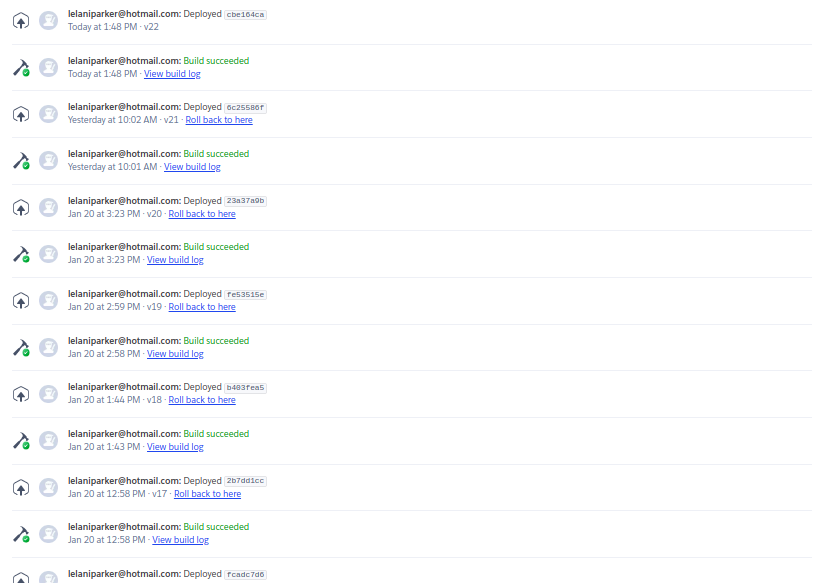 lelaniparker@hotmail.com: Deployed cbe164ca
Today at 1:48 PM · v22
lelaniparker@hotmail.com: Build succeeded
Today at 1:48 PM · View build log
lelaniparker@hotmail.com: Deployed 6c25586f
Yesterday at 10:02 AM · v21 · Roll back to here
lelaniparker@hotmail.com: Build succeeded
Yesterday at 10:01 AM · View build log
lelaniparker@hotmail.com: Deployed 23a37a9b
Jan 20 at 3:23 PM · v20 · Roll back to here
lelaniparker@hotmail.com: Build succeeded
Jan 20 at 3:23 PM · View build log
lelaniparker@hotmail.com: Deployed fe53515e
Jan 20 at 2:59 PM · v19 · Roll back to here
lelaniparker@hotmail.com: Build succeeded
Jan 20 at 2:58 PM · View build log
lelaniparker@hotmail.com: Deployed b403fea5
Jan 20 at 1:44 PM · v18 · Roll back to here
lelaniparker@hotmail.com: Build succeeded
Jan 20 at 1:43 PM · View build log
lelaniparker@hotmail.com: Deployed 2b7dd1cc
Jan 20 at 12:58 PM · v17 · Roll back to here
lelaniparker@hotmail.com: Build succeeded
Jan 20 at 12:58 PM · View build log
lelaniparker@hotmail.com: Deployed fcadc7d6